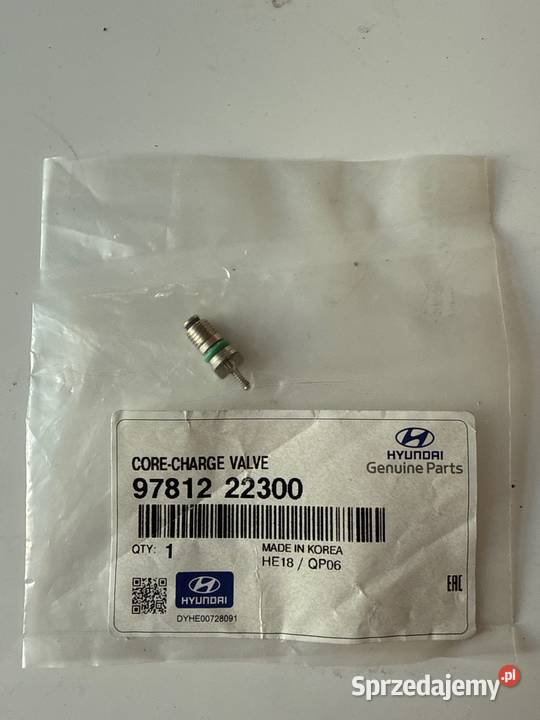 HYUNDAI
Genuine Parts
CORE-CHARGE VALVE
97812 22300
QTY: 1
MADE IN KOREA
HE18 / QP06
EAC
HYUNDAI
DYHE00728091
Sprzedajemy.pl